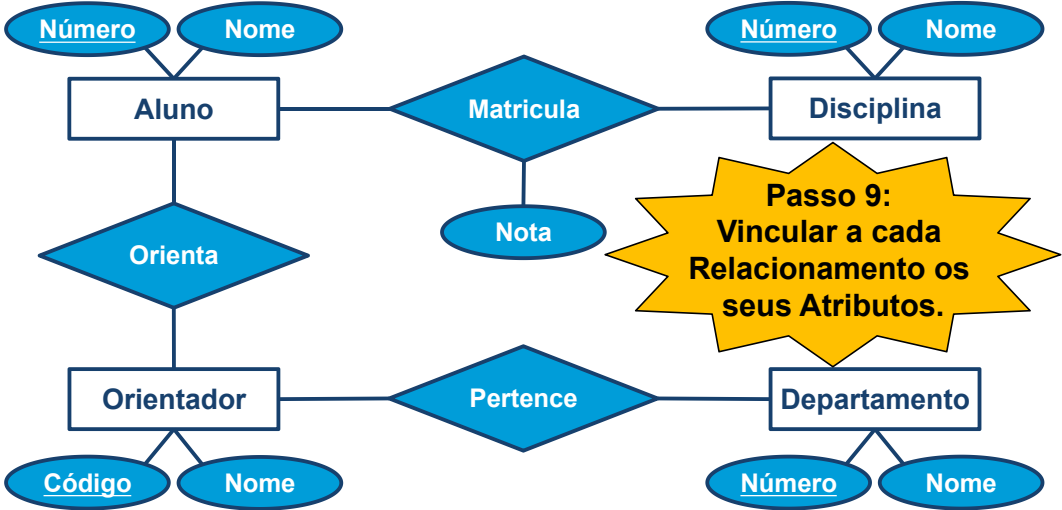 Número
Nome
Número
Nome
Aluno
Matricula
Disciplina
Passo 9:
Vincular a cada
Relacionamento os
seus Atributos.
Nota
Orienta
Orientador
Pertence
Departamento
Código
Nome
Número
Nome